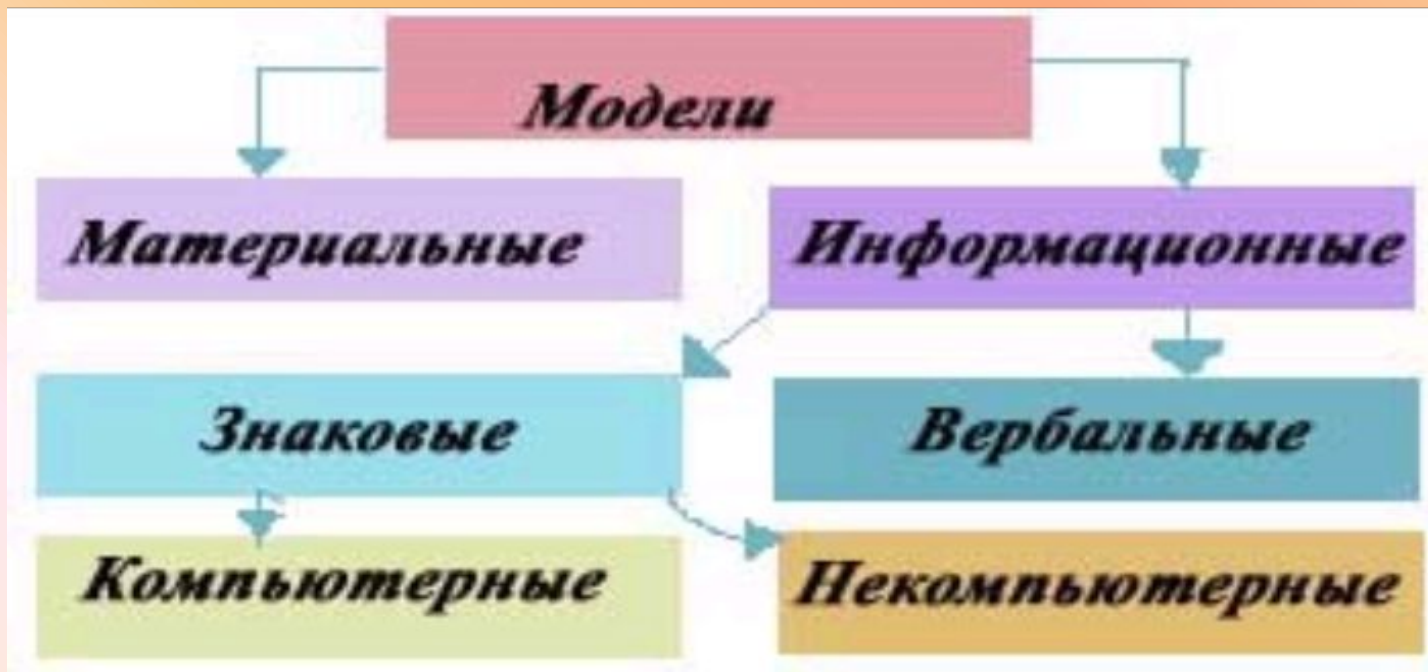 Модели
Материальные
Информационные
Знаковые
Вербальные
Компьютерные
Некомпьютерные